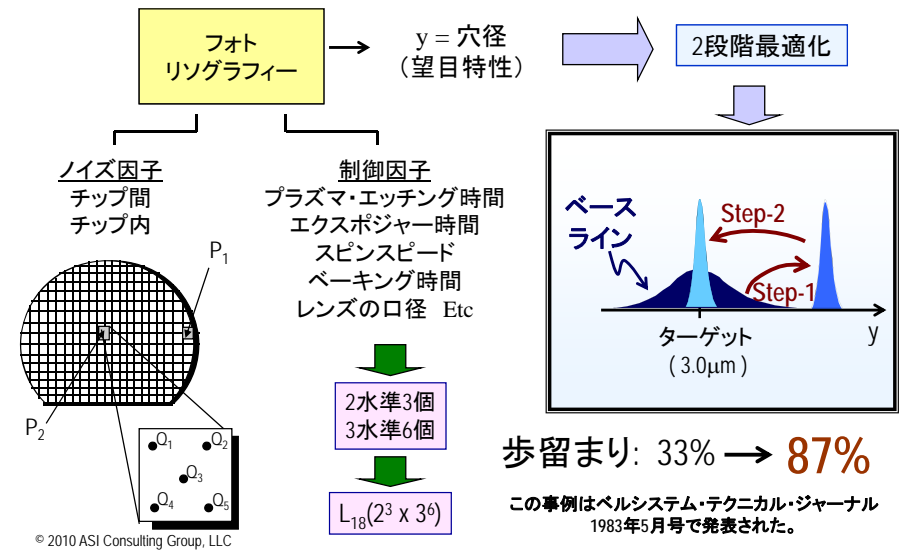 フォト
リソグラフィー
y = 穴径
（望目特性）
2段階最適化
ノイズ因子
チップ間
チップ内
制御因子
プラズマ・エッチング時間
エクスポジャー時間
スピンスピード
ベーキング時間
レンズの口径 Etc
P1
P2
Q1
Q2
Q3
Q4
Q5
2水準3個
3水準6個
L18(2³ x 3⁶)
ベース
ライン
Step-2
Step-1
y
ターゲット
( 3.0μm )
歩留まり: 33% → 87%
この事例はベルシステム・テクニカル・ジャーナル
1983年5月号で発表された。
© 2010 ASI Consulting Group, LLC